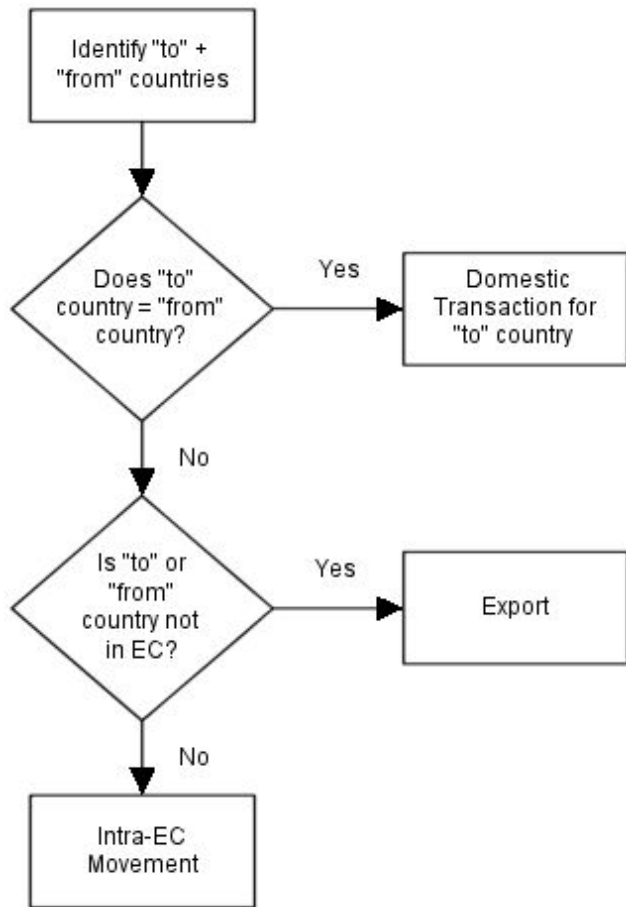 Identify "to" +
"from" countries
Does "to"
country = "from"
country?
Yes
Domestic
Transaction for
"to" country
No
Is "to" or
"from"
country not
in EC?
Yes
Export
No
Intra-EC
Movement